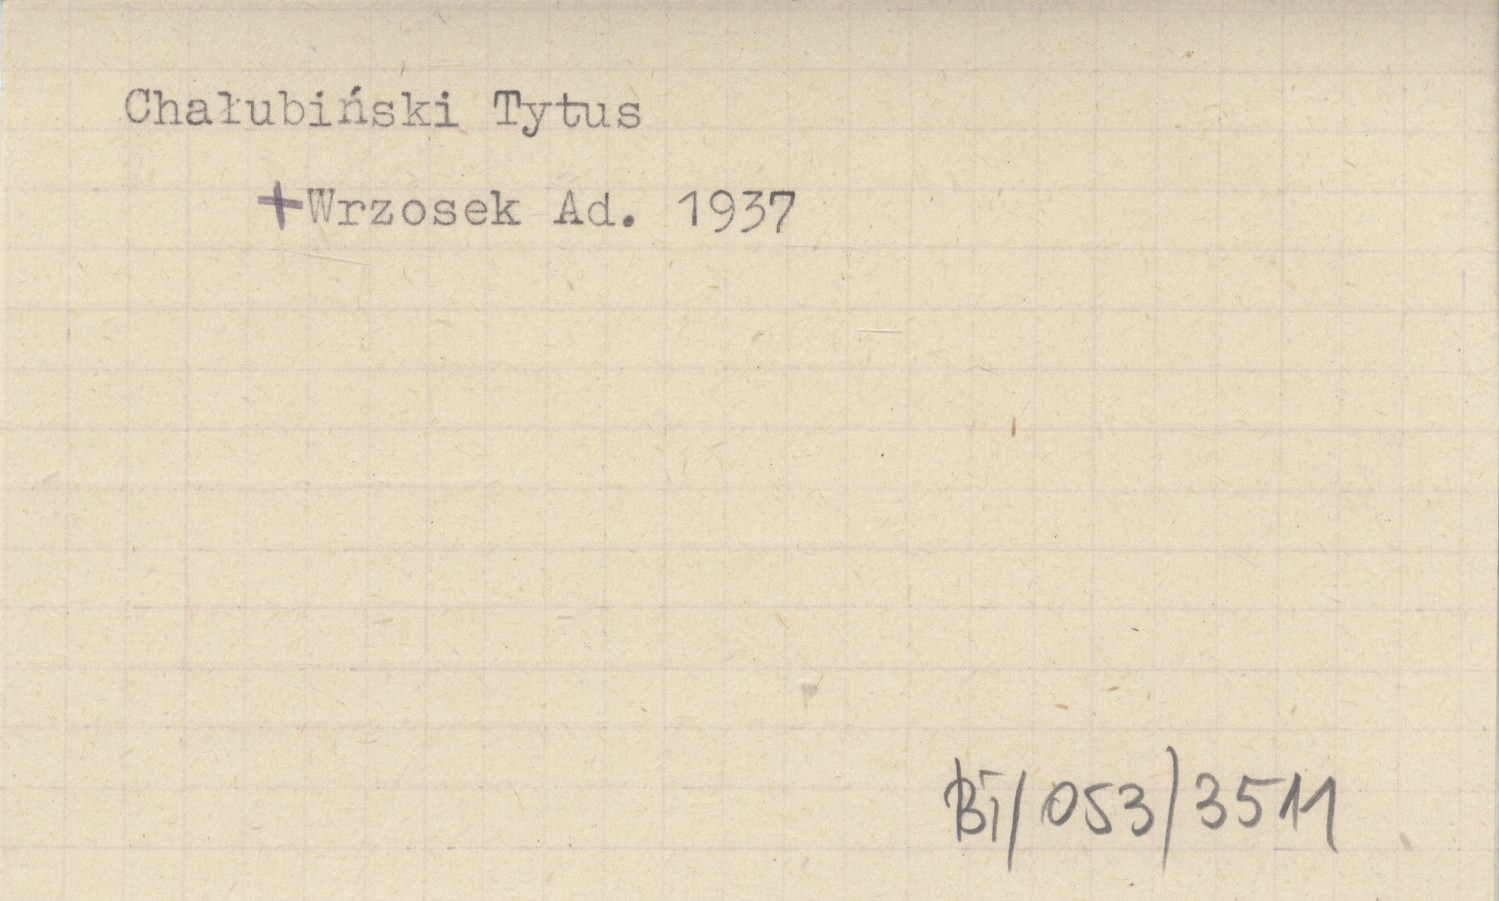 Chałubiński Tytus
+Wrzosek Ad. 1937
BI/053/3511